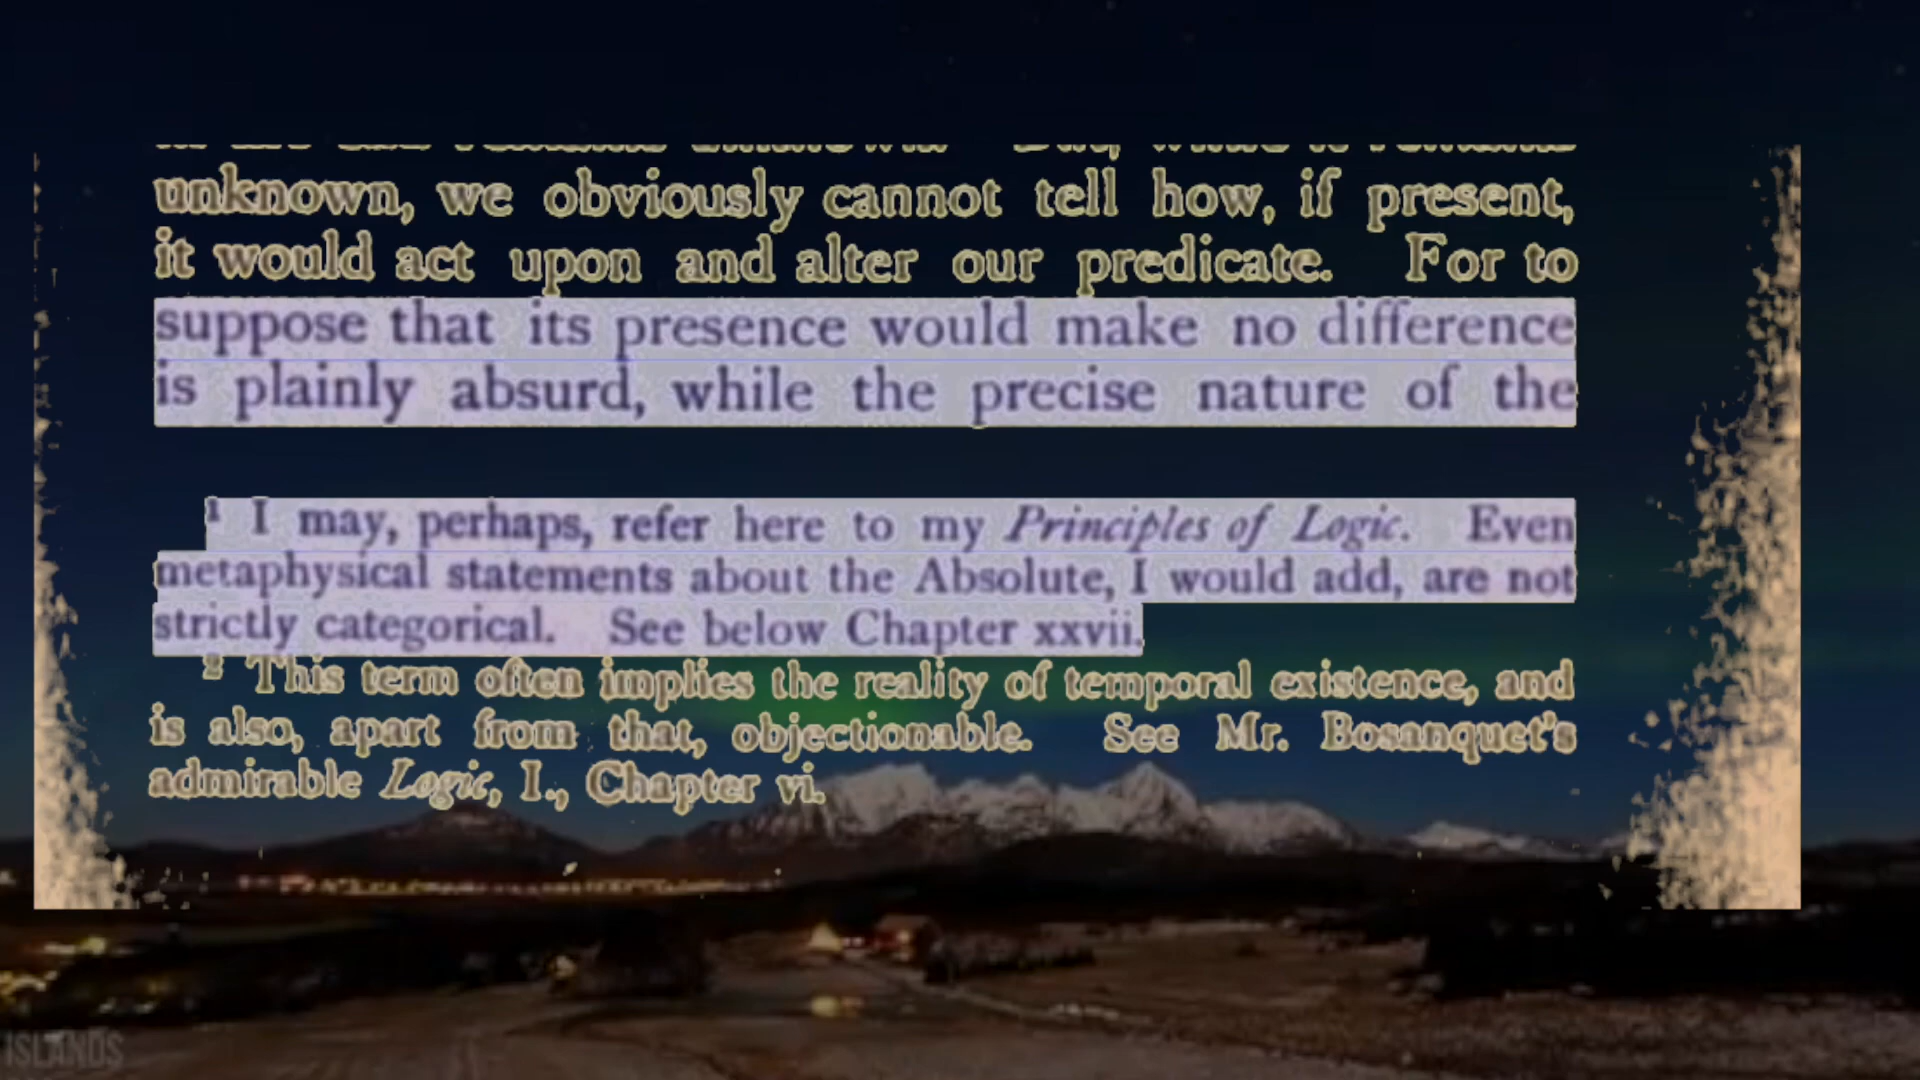 unknown, we obviously cannot tell how, if present,
it would act upon and alter our predicate. For to
suppose that its presence would make no difference
is plainly absurd, while the precise nature of the
¹ I may, perhaps, refer here to my Principles of Logic. Even
metaphysical statements about the Absolute, I would add, are not
strictly categorical. See below Chapter xxvii.
² This term often implies the reality of temporal existence, and
is also, apart from that, objectionable. See Mr. Bosanquet's
admirable Logic, I., Chapter vi.
ISLANDS